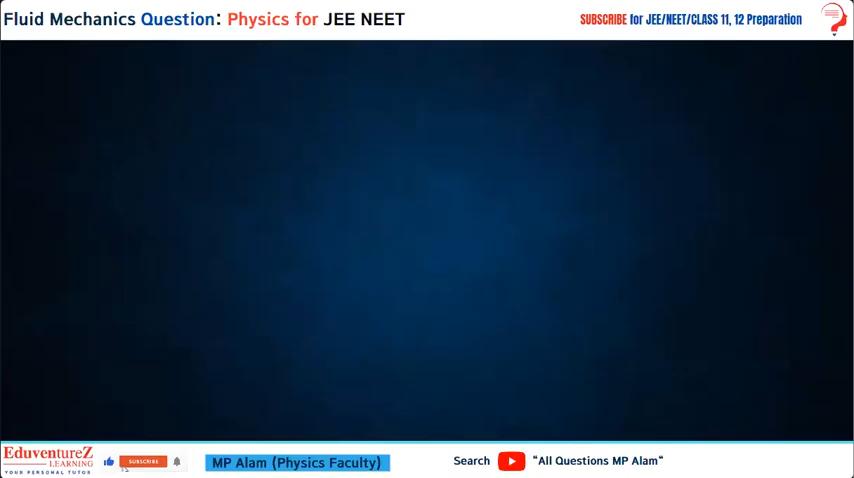 Fluid Mechanics Question: Physics for JEE NEET
SUBSCRIBE for JEE/NEET/CLASS 11, 12 Preparation
EduventureZ
LEARNING
YOUR PERSONAL TUTOR
SUBSCRIBE
MP Alam (Physics Faculty)
Search
"All Questions MP Alam"